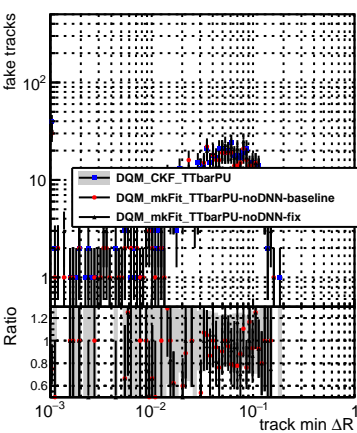 fake tracks
10²
10
1
DQM_CKF_TTbarPU
DQM_mkFit_TTbarPU-noDNN-baseline
DQM_mkFit_TTbarPU-noDNN-fix
Ratio
1.2
1
0.8
0.6
10⁻³ 10⁻² 10⁻¹ 1
track min ΔR